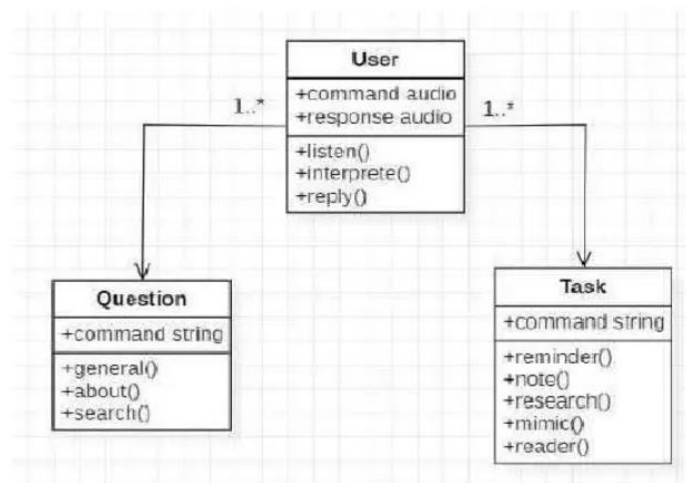 User
+command audio
+response audio
+listen()
+interprete()
+reply()
1..*
1..*
Question
+command string
+general()
+about()
+search()
Task
+command string
+reminder()
+note()
+research()
+mimic()
+reader()